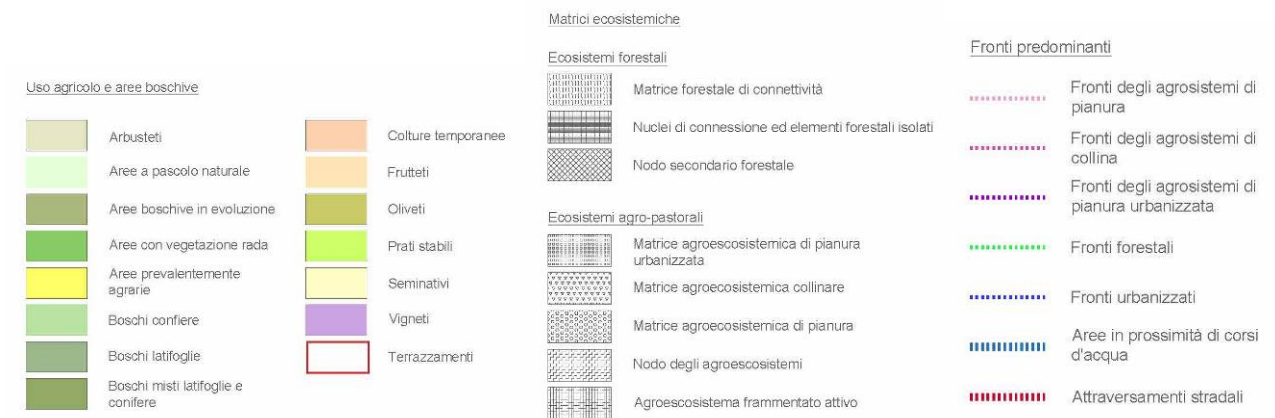 Uso agricolo e aree boschive
Arbusteti
Aree a pascolo naturale
Aree boschive in evoluzione
Aree con vegetazione rada
Aree prevalentemente
agrarie
Boschi confiere
Boschi latifoglie
Boschi misti latifoglie e
conifere
Colture temporanee
Frutteti
Oliveti
Prati stabili
Seminativi
Vigneti
Terrazzamenti
Matrici ecosistemiche
Ecosistemi forestali
Matrice forestale di connettività
Nuclei di connessione ed elementi forestali isolati
Nodo secondario forestale
Ecosistemi agro-pastorali
Matrice agroescosistemica di pianura
urbanizzata
Matrice agroecosistemica collinare
Matrice agroecosistemica di pianura
Nodo degli agroescosistemi
Agroescosistema frammentato attivo
Fronti predominanti
Fronti degli agrosistemi di
pianura
Fronti degli agrosistemi di
collina
Fronti degli agrosistemi di
pianura urbanizzata
Fronti forestali
Fronti urbanizzati
Aree in prossimità di corsi
d'acqua
Attraversamenti stradali